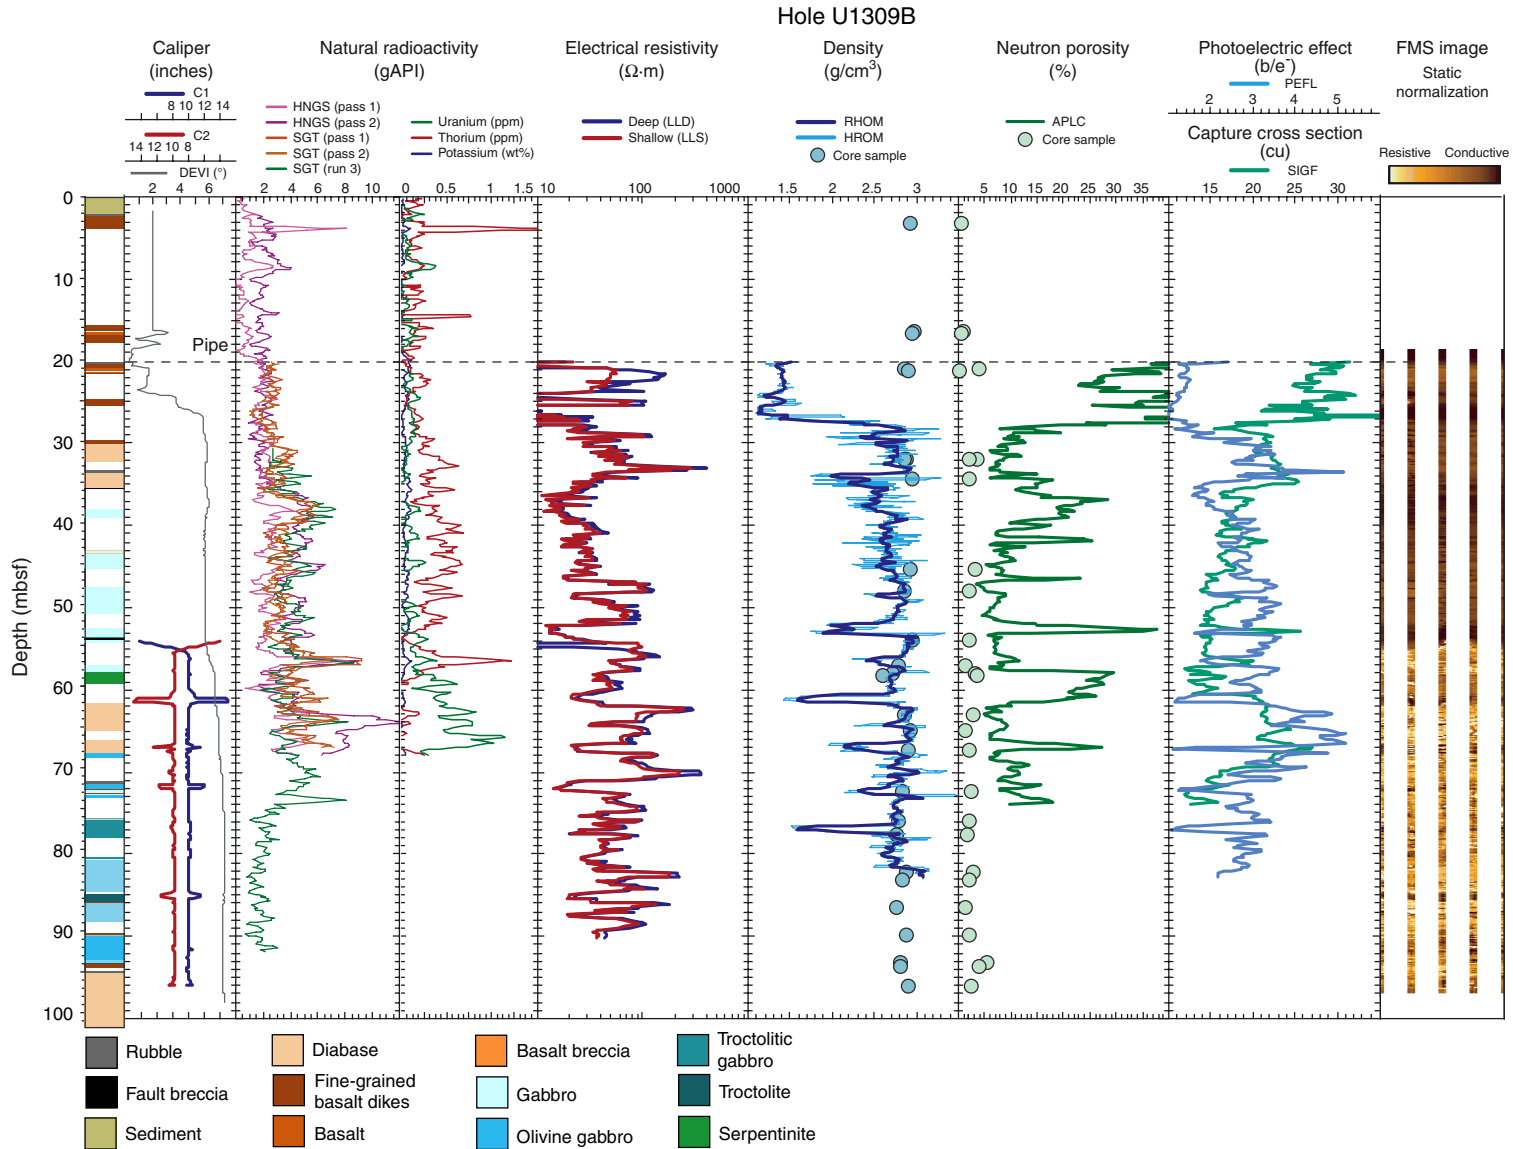 Hole U1309B
Caliper
(inches)
C1
8 10 12 14
C2
14 12 10 8
DEVI (°)
2 4 6
Natural radioactivity
(gAPI)
HNGS (pass 1)
HNGS (pass 2)
SGT (pass 1)
SGT (pass 2)
SGT (run 3)
2 4 6 8 10
Uranium (ppm)
Thorium (ppm)
Potassium (wt%)
0 0.5 1 1.5
Electrical resistivity
(Ω·m)
Deep (LLD)
Shallow (LLS)
10 100 1000
Density
(g/cm³)
RHOM
HROM
Core sample
1.5 2 2.5 3
Neutron porosity
(%)
APLC
Core sample
5 10 15 20 25 30 35
Photoelectric effect
(b/e⁻)
PEFL
2 3 4 5
Capture cross section
(cu)
SIGF
15 20 25 30
FMS image
Static
normalization
Resistive Conductive
Depth (mbsf)
0
10
Pipe
20
30
40
50
60
70
80
90
100
Rubble
Fault breccia
Sediment
Diabase
Fine-grained
basalt dikes
Basalt
Basalt breccia
Gabbro
Olivine gabbro
Troctolitic
gabbro
Troctolite
Serpentinite